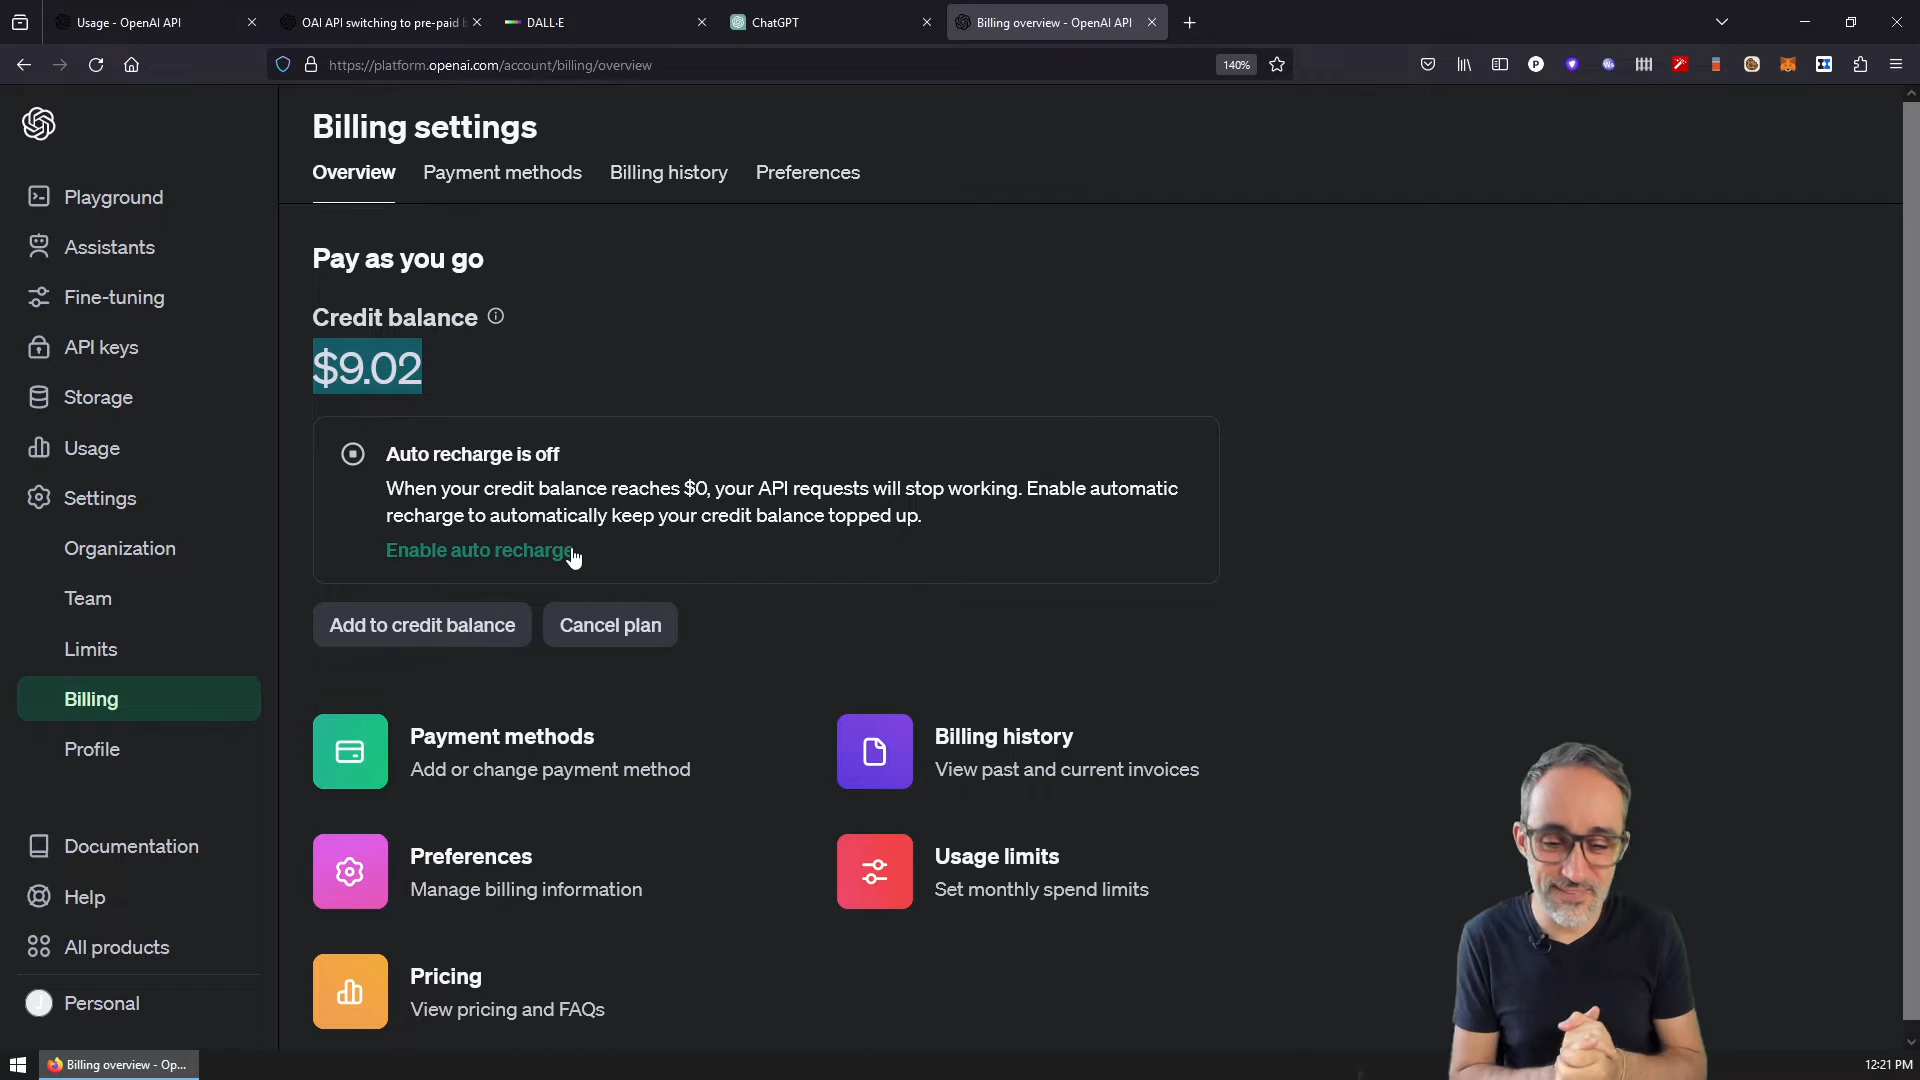 Usage - OpenAI API
OAI API switching to pre-paid b
DALL·E
ChatGPT
Billing overview - OpenAI API
https://platform.openai.com/account/billing/overview
140%
Billing settings
Overview
Payment methods
Billing history
Preferences
Playground
Assistants
Fine-tuning
API keys
Storage
Usage
Settings
Organization
Team
Limits
Billing
Profile
Documentation
Help
All products
Personal
Pay as you go
Credit balance
$9.02
Auto recharge is off
When your credit balance reaches $0, your API requests will stop working. Enable automatic
recharge to automatically keep your credit balance topped up.
Enable auto recharge
Add to credit balance
Cancel plan
Payment methods
Add or change payment method
Billing history
View past and current invoices
Preferences
Manage billing information
Usage limits
Set monthly spend limits
Pricing
View pricing and FAQs
Billing overview - Op...
12:21 PM